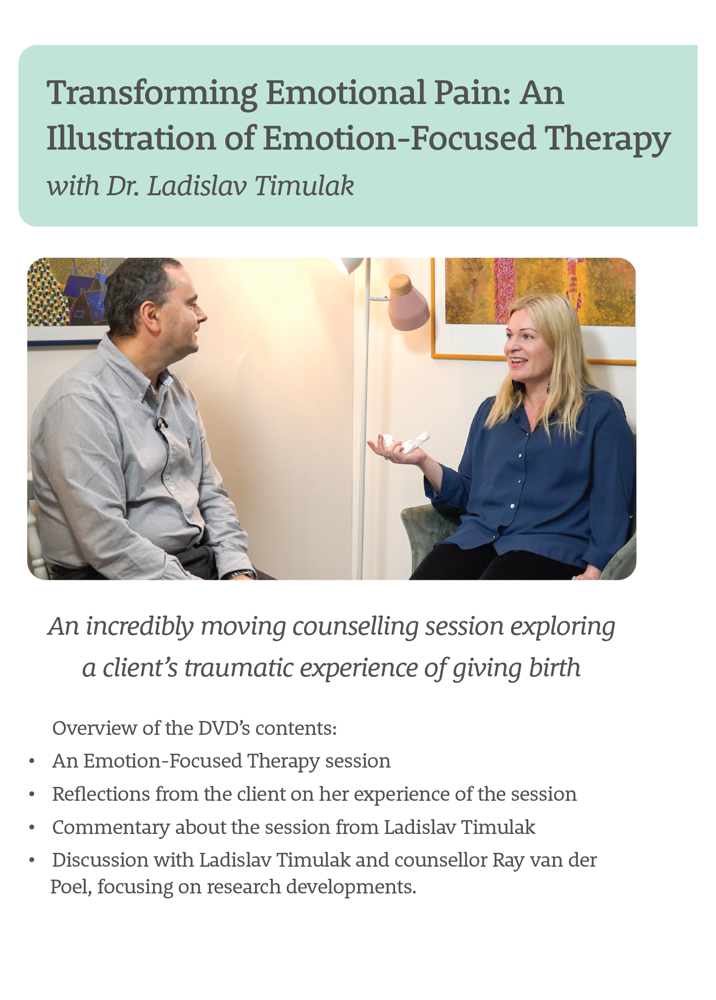 Transforming Emotional Pain: An
Illustration of Emotion-Focused Therapy
with Dr. Ladislav Timulak
An incredibly moving counselling session exploring
a client’s traumatic experience of giving birth
Overview of the DVD’s contents:
• An Emotion-Focused Therapy session
• Reflections from the client on her experience of the session
• Commentary about the session from Ladislav Timulak
• Discussion with Ladislav Timulak and counsellor Ray van der
Poel, focusing on research developments.